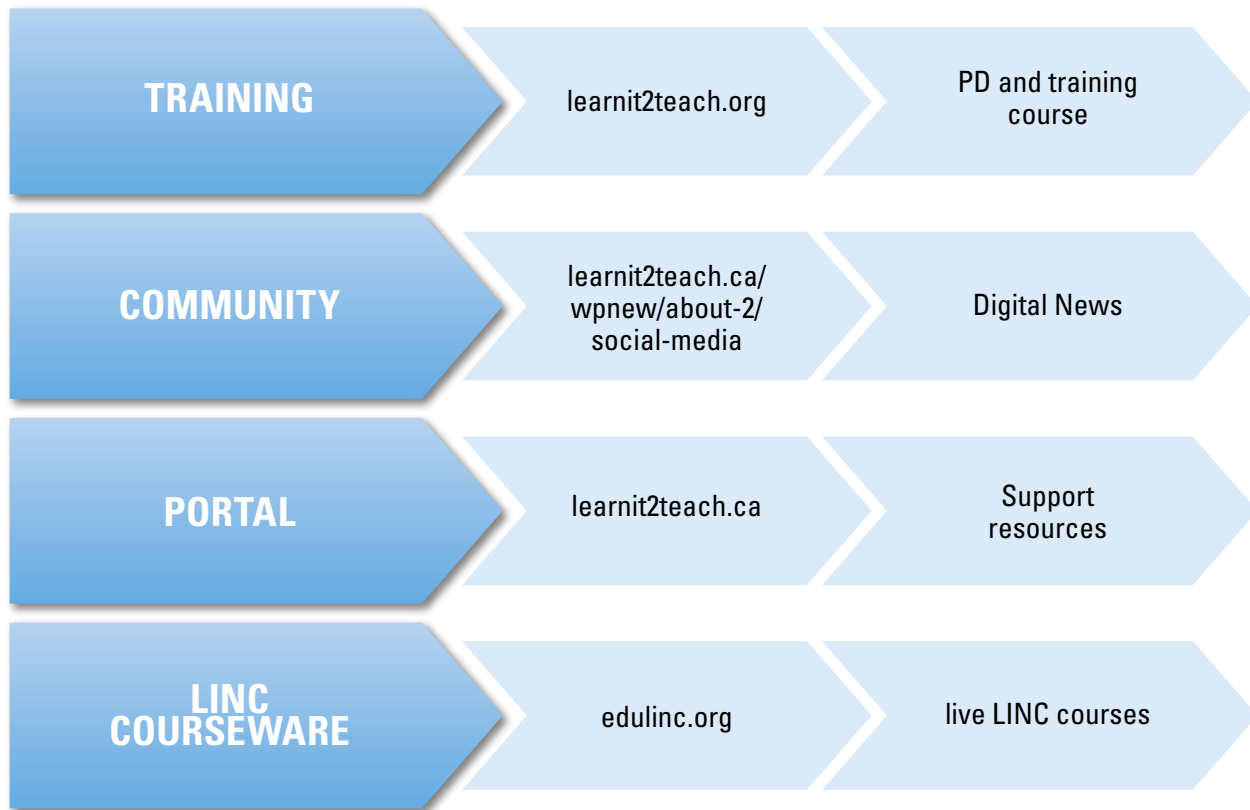 TRAINING
learnit2teach.org
PD and training
course
COMMUNITY
learnit2teach.ca/
wpnew/about-2/
social-media
Digital News
PORTAL
learnit2teach.ca
Support
resources
LINC
COURSEWARE
edulinc.org
live LINC courses